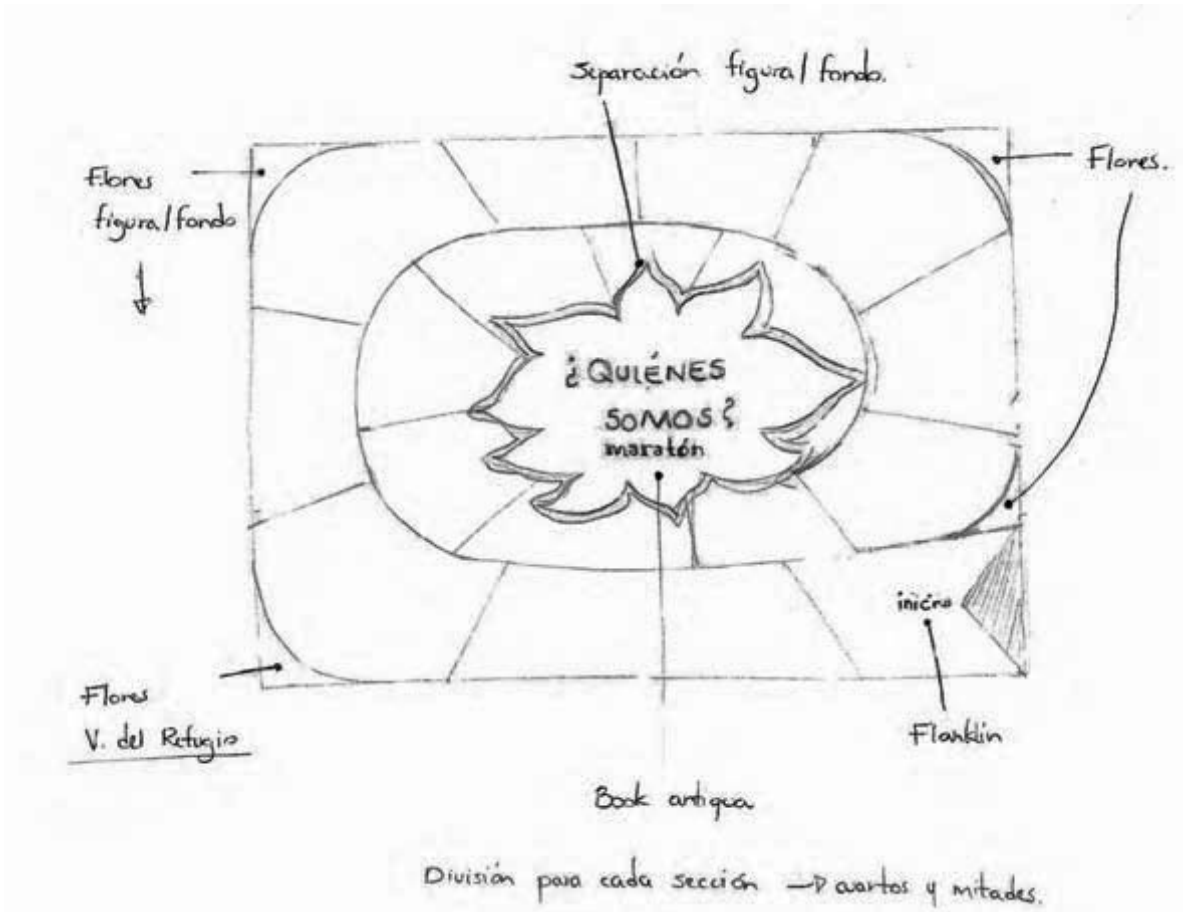 Separación figura/fondo.
Flores
figura/fondo
Flores.
¿QUIÉNES
SOMOS?
maratón
inicio
Flores
V. del Refugio
Flanklin
Book antiqua
División para cada sección → cuartos y mitades.